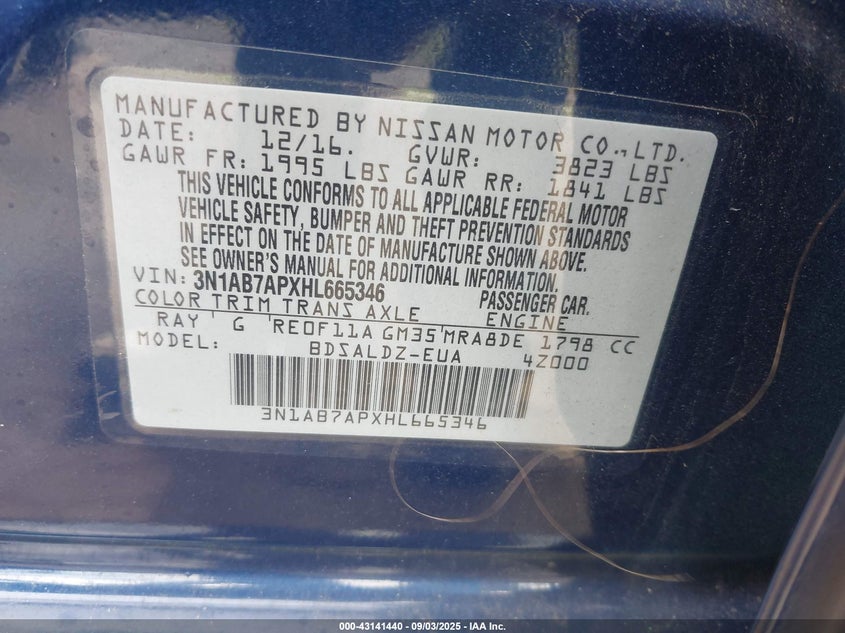 MANUFACTURED BY NISSAN MOTOR CO.,LTD.
DATE: 12/16. GVWR: 3823 LBS
GAWR FR: 1995 LBS GAWR RR: 1841 LBS
THIS VEHICLE CONFORMS TO ALL APPLICABLE FEDERAL MOTOR
VEHICLE SAFETY, BUMPER AND THEFT PREVENTION STANDARDS
IN EFFECT ON THE DATE OF MANUFACTURE SHOWN ABOVE.
SEE OWNER'S MANUAL FOR ADDITIONAL INFORMATION.
VIN: 3N1AB7APXHL665346 PASSENGER CAR.
COLOR TRIM TRANS AXLE ENGINE
RAY ' G 'RE0F11A GM35'MRA8DE 1798 CC
MODEL: BDSALDZ-EUA 4Z000
3N1AB7APXHL665346
000-43141440 - 09/03/2025 - IAA Inc.